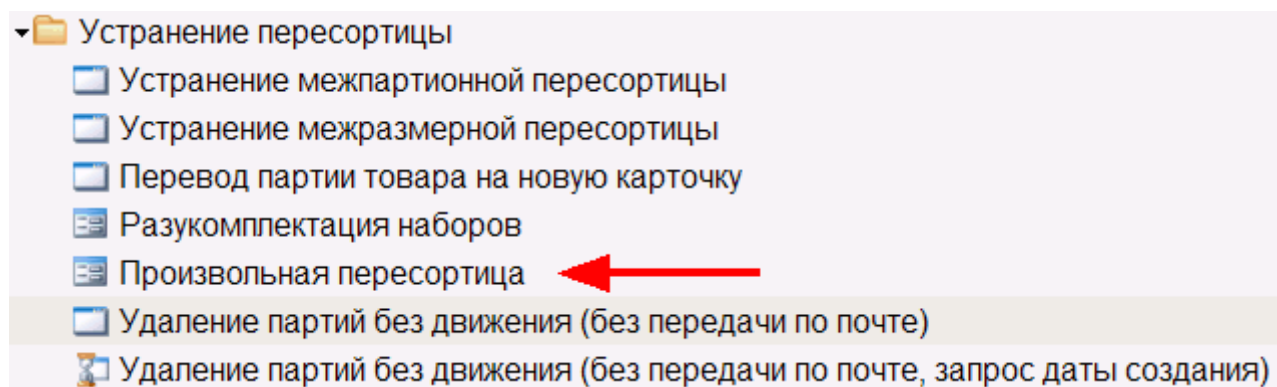 Устранение пересортицы
Устранение межпартионной пересортицы
Устранение межразмерной пересортицы
Перевод партии товара на новую карточку
Разукомплектация наборов
Произвольная пересортица
Удаление партий без движения (без передачи по почте)
Удаление партий без движения (без передачи по почте, запрос даты создания)